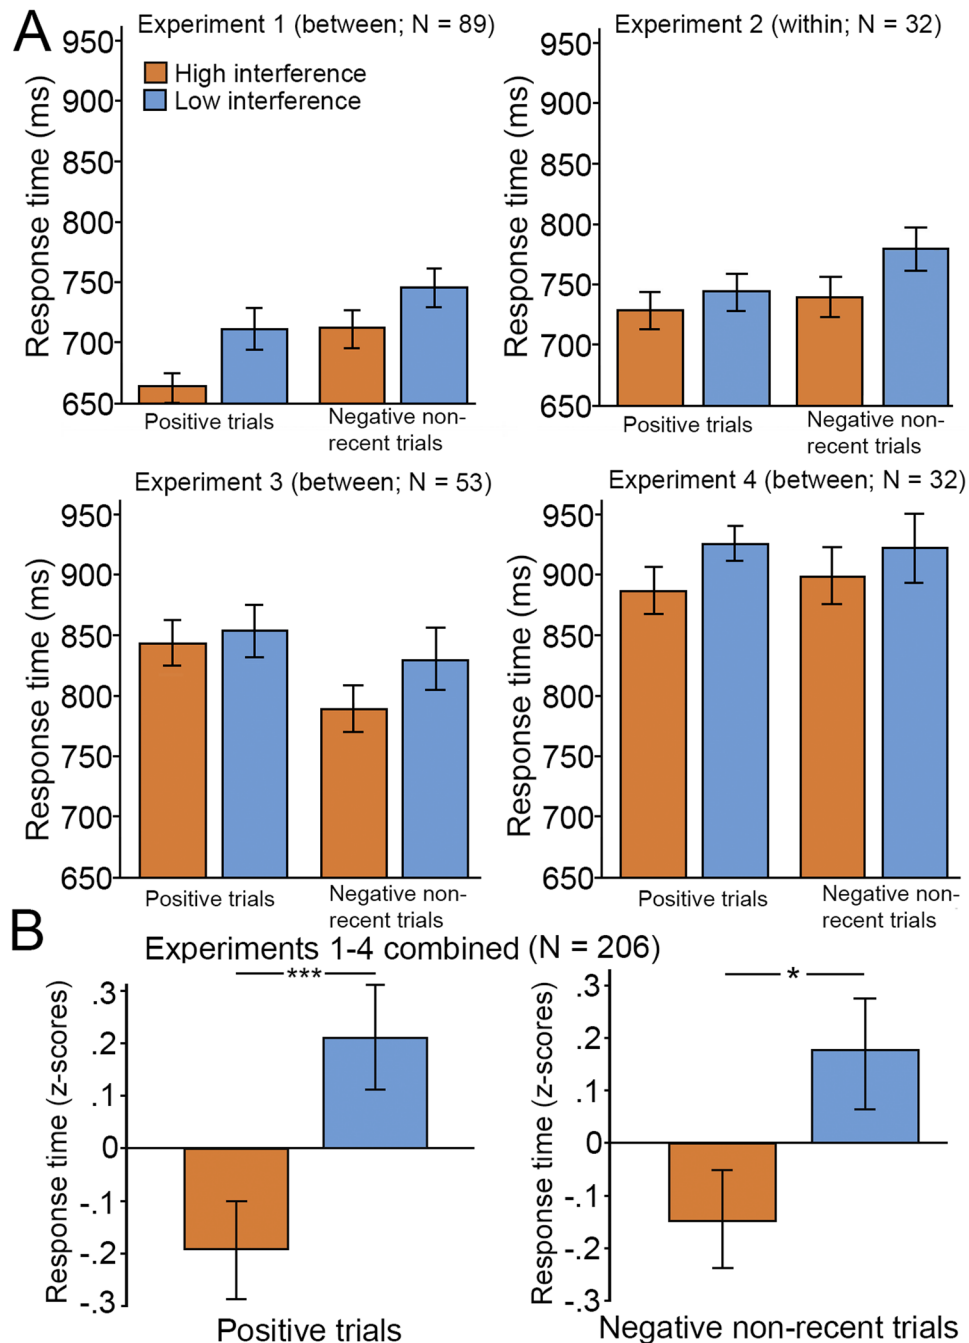 A
Experiment 1 (between; N = 89)
High interference
Low interference
Response time (ms)
950
900
850
800
750
700
650
Positive trials
Negative non-
recent trials
Experiment 2 (within; N = 32)
Response time (ms)
950
900
850
800
750
700
650
Positive trials
Negative non-
recent trials
Experiment 3 (between; N = 53)
Response time (ms)
950
900
850
800
750
700
650
Positive trials
Negative non-
recent trials
Experiment 4 (between; N = 32)
Response time (ms)
950
900
850
800
750
700
650
Positive trials
Negative non-
recent trials
B
Experiments 1-4 combined (N = 206)
***
Response time (z-scores)
.3
.2
.1
0
-.1
-.2
-.3
Positive trials
*
Response time (z-scores)
.3
.2
.1
0
-.1
-.2
-.3
Negative non-recent trials